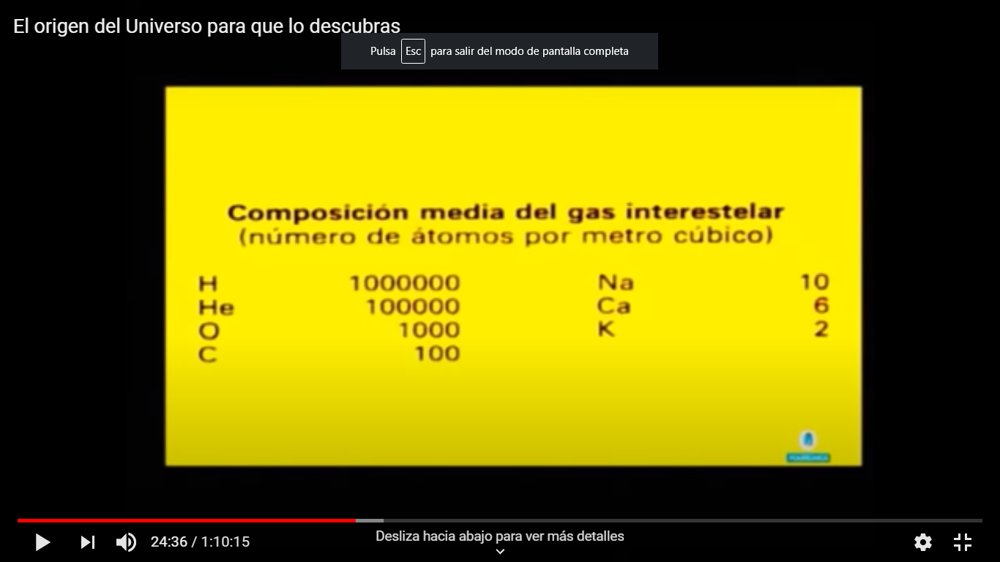 El origen del Universo para que lo descubras
Pulsa Esc para salir del modo de pantalla completa
Composición media del gas interestelar
(número de átomos por metro cúbico)
H 1000000 Na 10
He 100000 Ca 6
O 1000 K 2
C 100
24:36 / 1:10:15
Desliza hacia abajo para ver más detalles